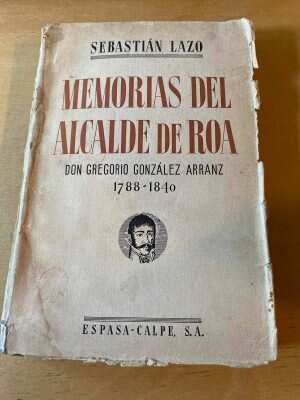 SEBASTIÁN LAZO
MEMORIAS DEL
ALCALDE DE ROA
DON GREGORIO GONZÁLEZ ARRANZ
1788-1840
ESPASA-CALPE, S.A.